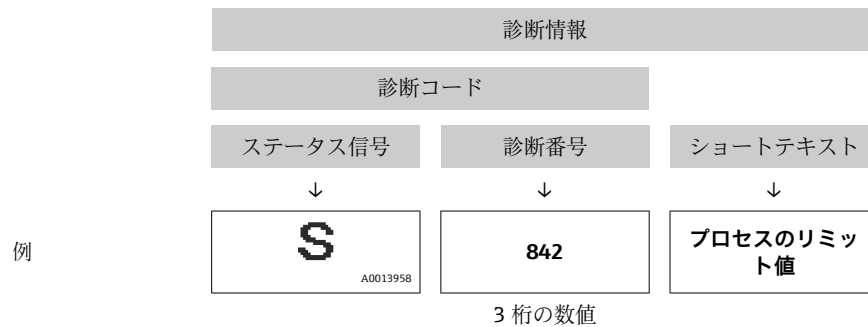 診断情報
診断コード
ステータス信号 診断番号 ショートテキスト
↓ ↓ ↓
例 S 842 プロセスのリミッ
ト値
A0013958
3 桁の数値